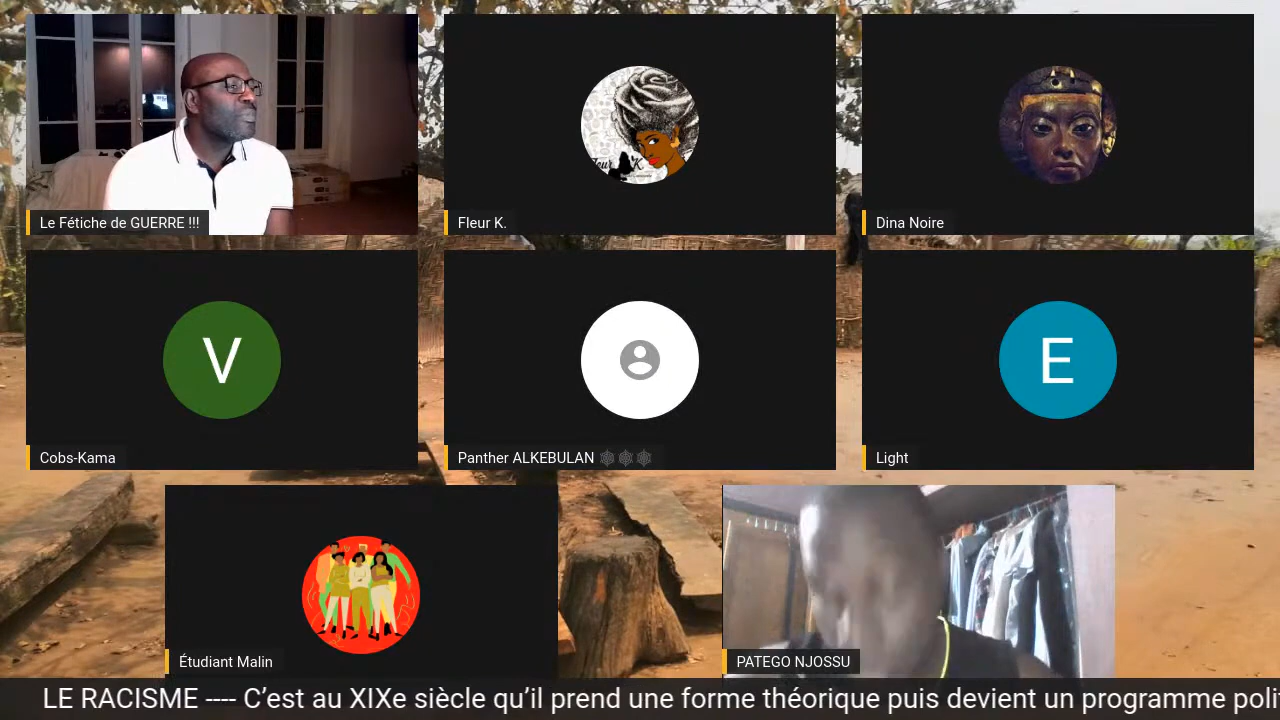 Le Fétiche de GUERRE !!!
Fleur K.
Dina Noire
V
Cobs-Kama
Panther ALKEBULAN 🕸🕸🕸
E
Light
Étudiant Malin
PATEGO NJOSSU
LE RACISME ---- C’est au XIXe siècle qu’il prend une forme théorique puis devient un programme poli